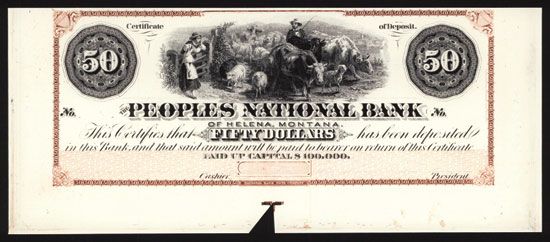 Certificate of Deposit.
50 50
No. THE PEOPLES NATIONAL BANK No.
OF HELENA, MONTANA
This Certifies that FIFTY DOLLARS has been deposited
in this Bank, and that said amount will be paid to bearer on return of this Certificate
PAID UP CAPITAL $100,000.
Cashier. President.